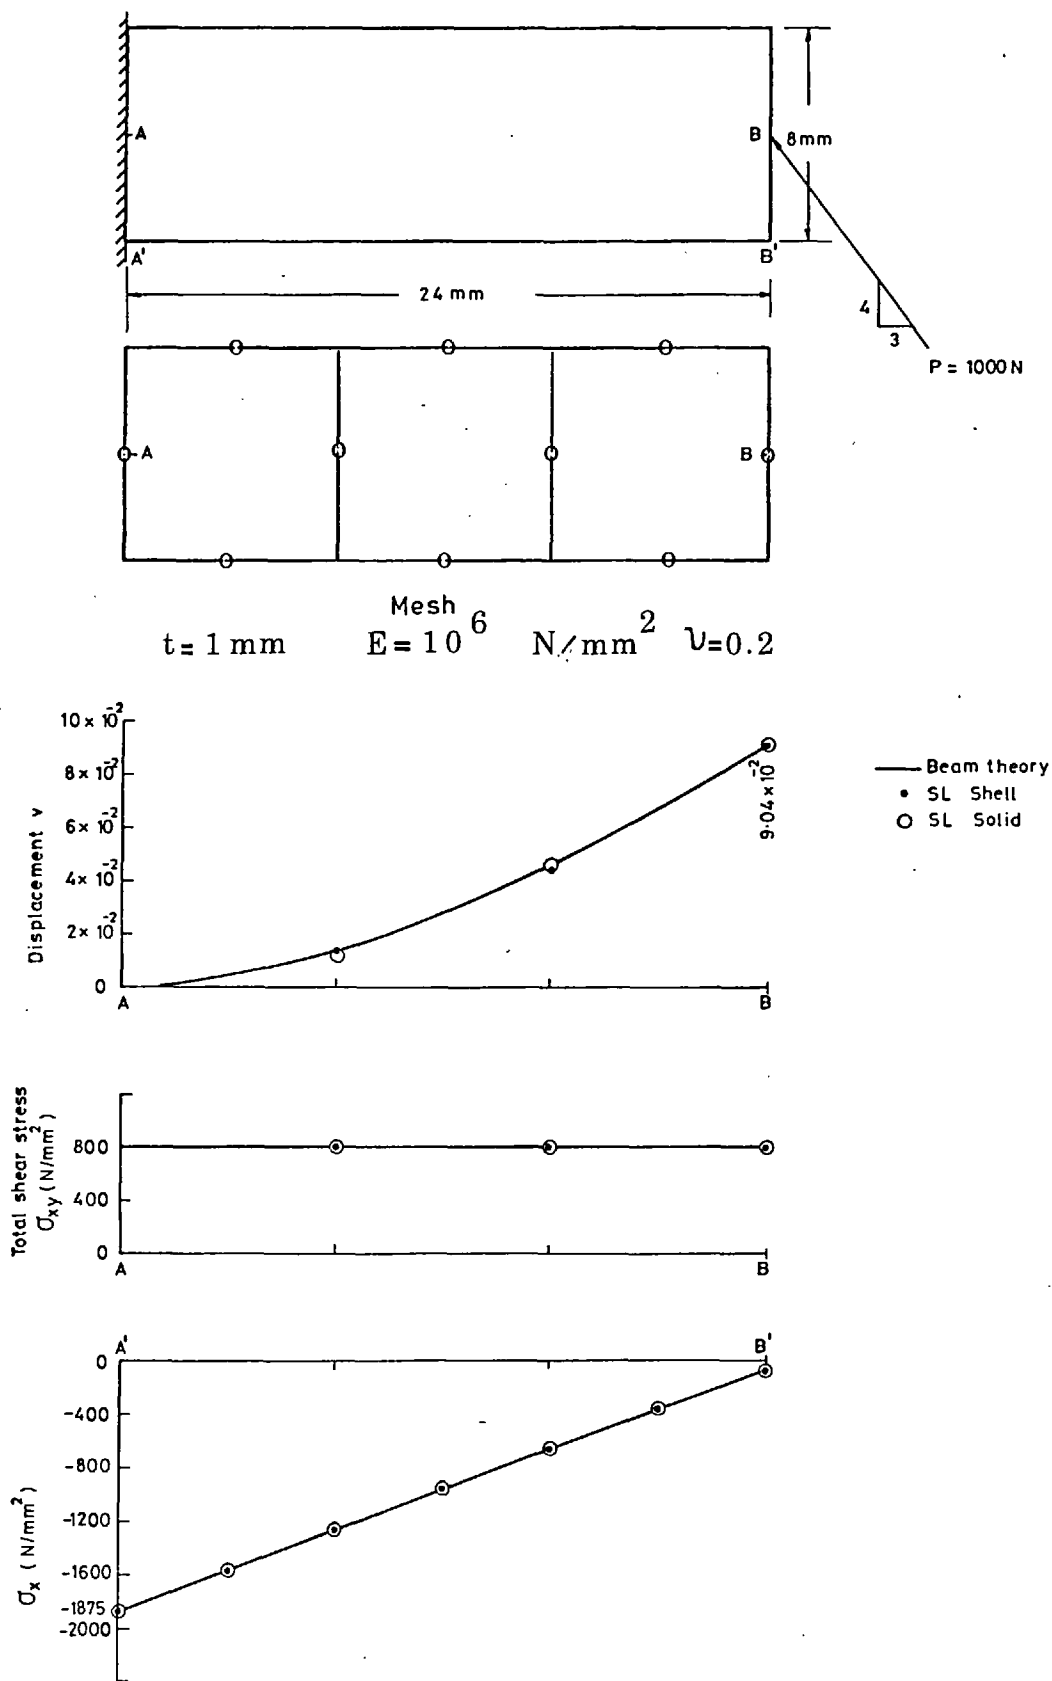 A
B
8mm
A'
B'
24 mm
4
3
P = 1000 N
A
B
Mesh
t= 1 mm E= 10^6 N/mm^2 υ=0.2
10 × 10^-2
8 × 10^-2
6 × 10^-2
4 × 10^-2
2 × 10^-2
0
Displacement v
A
B
9·04 × 10^-2
Beam theory
SL Shell
SL Solid
Total shear stress
σxy (N/mm^2)
800
400
0
A
B
A'
B'
0
-400
-800
-1200
-1600
-1875
-2000
σx (N/mm^2)